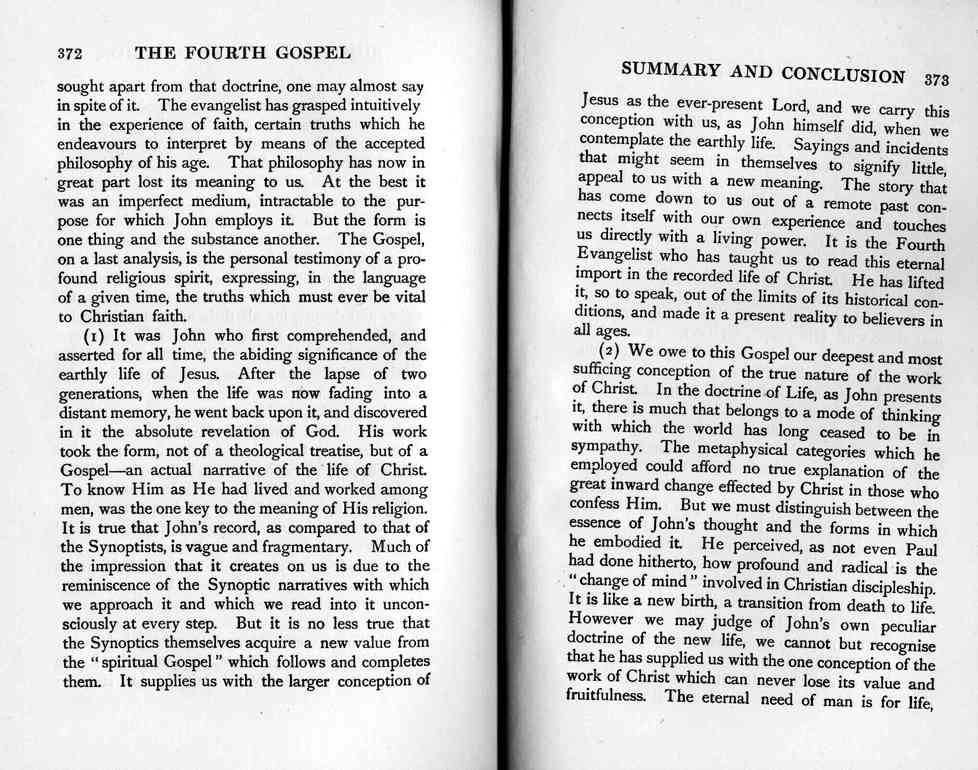 372 THE FOURTH GOSPEL
sought apart from that doctrine, one may almost say
in spite of it. The evangelist has grasped intuitively
in the experience of faith, certain truths which he
endeavours to interpret by means of the accepted
philosophy of his age. That philosophy has now in
great part lost its meaning to us. At the best it
was an imperfect medium, intractable to the pur-
pose for which John employs it. But the form is
one thing and the substance another. The Gospel,
on a last analysis, is the personal testimony of a pro-
found religious spirit, expressing, in the language
of a given time, the truths which must ever be vital
to Christian faith.
(1) It was John who first comprehended, and
asserted for all time, the abiding significance of the
earthly life of Jesus. After the lapse of two
generations, when the life was now fading into a
distant memory, he went back upon it, and discovered
in it the absolute revelation of God. His work
took the form, not of a theological treatise, but of a
Gospel—an actual narrative of the life of Christ.
To know Him as He had lived and worked among
men, was the one key to the meaning of His religion.
It is true that John's record, as compared to that of
the Synoptists, is vague and fragmentary. Much of
the impression that it creates on us is due to the
reminiscence of the Synoptic narratives with which
we approach it and which we read into it uncon-
sciously at every step. But it is no less true that
the Synoptics themselves acquire a new value from
the "spiritual Gospel" which follows and completes
them. It supplies us with the larger conception of
SUMMARY AND CONCLUSION 373
Jesus as the ever-present Lord, and we carry this
conception with us, as John himself did, when we
contemplate the earthly life. Sayings and incidents
that might seem in themselves to signify little,
appeal to us with a new meaning. The story that
has come down to us out of a remote past con-
nects itself with our own experience and touches
us directly with a living power. It is the Fourth
Evangelist who has taught us to read this eternal
import in the recorded life of Christ. He has lifted
it, so to speak, out of the limits of its historical con-
ditions, and made it a present reality to believers in
all ages.
(2) We owe to this Gospel our deepest and most
sufficing conception of the true nature of the work
of Christ. In the doctrine of Life, as John presents
it, there is much that belongs to a mode of thinking
with which the world has long ceased to be in
sympathy. The metaphysical categories which he
employed could afford no true explanation of the
great inward change effected by Christ in those who
confess Him. But we must distinguish between the
essence of John's thought and the forms in which
he embodied it. He perceived, as not even Paul
had done hitherto, how profound and radical is the
"change of mind" involved in Christian discipleship.
It is like a new birth, a transition from death to life.
However we may judge of John's own peculiar
doctrine of the new life, we cannot but recognise
that he has supplied us with the one conception of the
work of Christ which can never lose its value and
fruitfulness. The eternal need of man is for life,